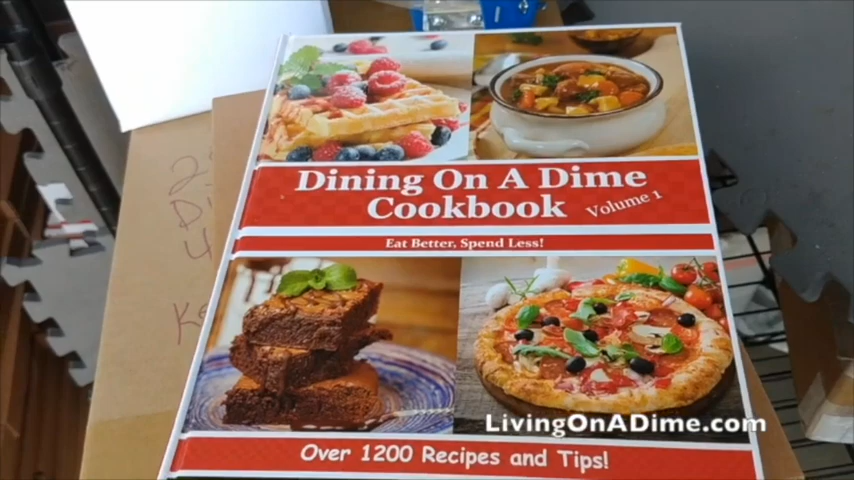 Dining On A Dime
Cookbook Volume 1
Eat Better, Spend Less!
LivingOnADime.com
Over 1200 Recipes and Tips!